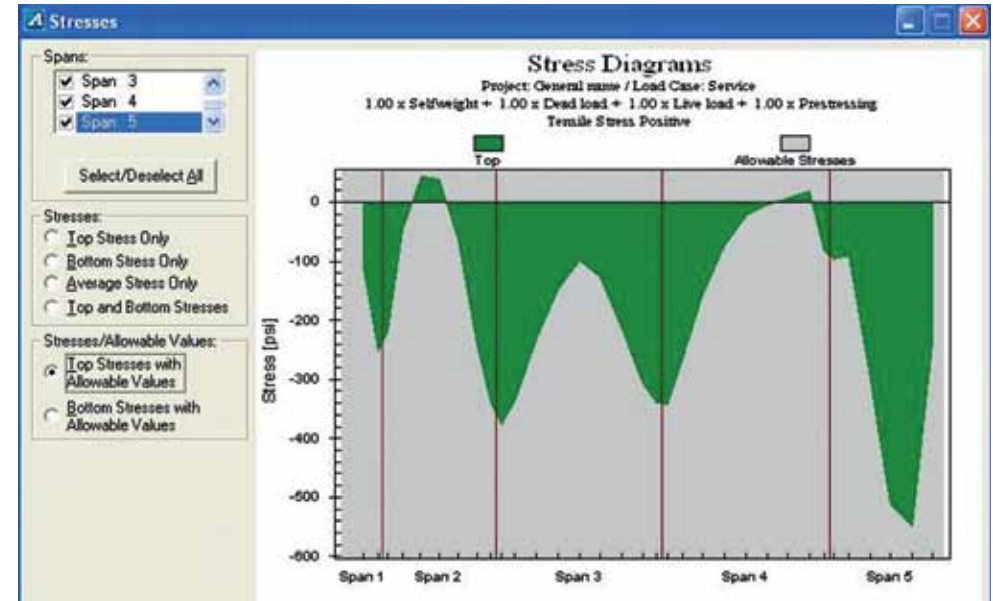 Stresses
Spans:
Span 3
Span 4
Span 5
Select/Deselect All
Stresses:
Top Stress Only
Bottom Stress Only
Average Stress Only
Top and Bottom Stresses
Stresses/Allowable Values:
Top Stresses with
Allowable Values
Bottom Stresses with
Allowable Values
Stress Diagrams
Project: General name / Load Case: Service
1.00 x Selfweight + 1.00 x Dead load + 1.00 x Live load + 1.00 x Prestressing
Tensile Stress Positive
Top
Allowable Stresses
Stress [psi]
0
-100
-200
-300
-400
-500
-600
Span 1
Span 2
Span 3
Span 4
Span 5